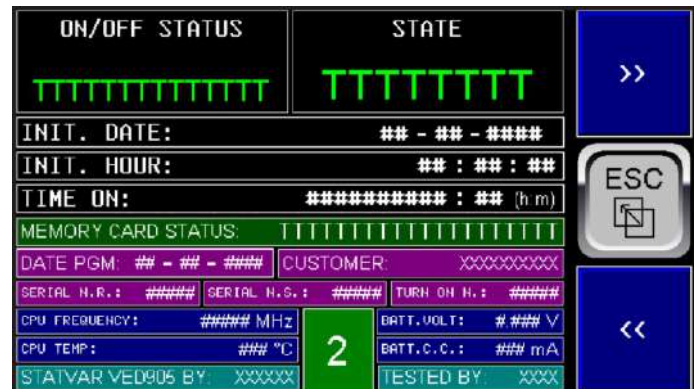 ON/OFF STATUS
TTTTTTTTTTTTTT
STATE
TTTTTTTT
>>
INIT. DATE: ## - ## - ####
INIT. HOUR: ## : ## : ##
TIME ON: ########## : ## (h:m)
ESC
MEMORY CARD STATUS: TTTTTTTTTTTTTTTTTTTT
DATE PGM: ## - ## - #### CUSTOMER: XXXXXXXXXX
SERIAL N.R.: ##### SERIAL N.S.: ##### TURN ON N.: #####
CPU FREQUENCY: ##### MHz
CPU TEMP: ### °C
2
BATT.VOLT: #.### V
BATT.C.C.: ### mA
<<
STATVAR VED905 BY: XXXXXX
TESTED BY: XXXX